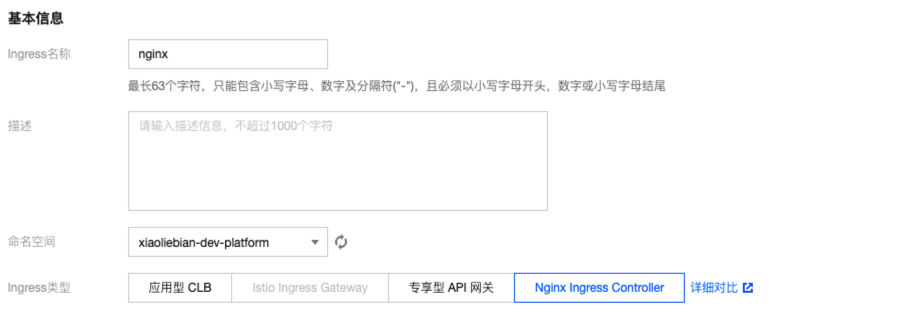 基本信息
Ingress名称
nginx
最长63个字符，只能包含小写字母、数字及分隔符("-")，且必须以小写字母开头，数字或小写字母结尾
描述
请输入描述信息，不超过1000个字符
命名空间
xiaoliebian-dev-platform
Ingress类型
应用型 CLB
Istio Ingress Gateway
专享型 API 网关
Nginx Ingress Controller
详细对比